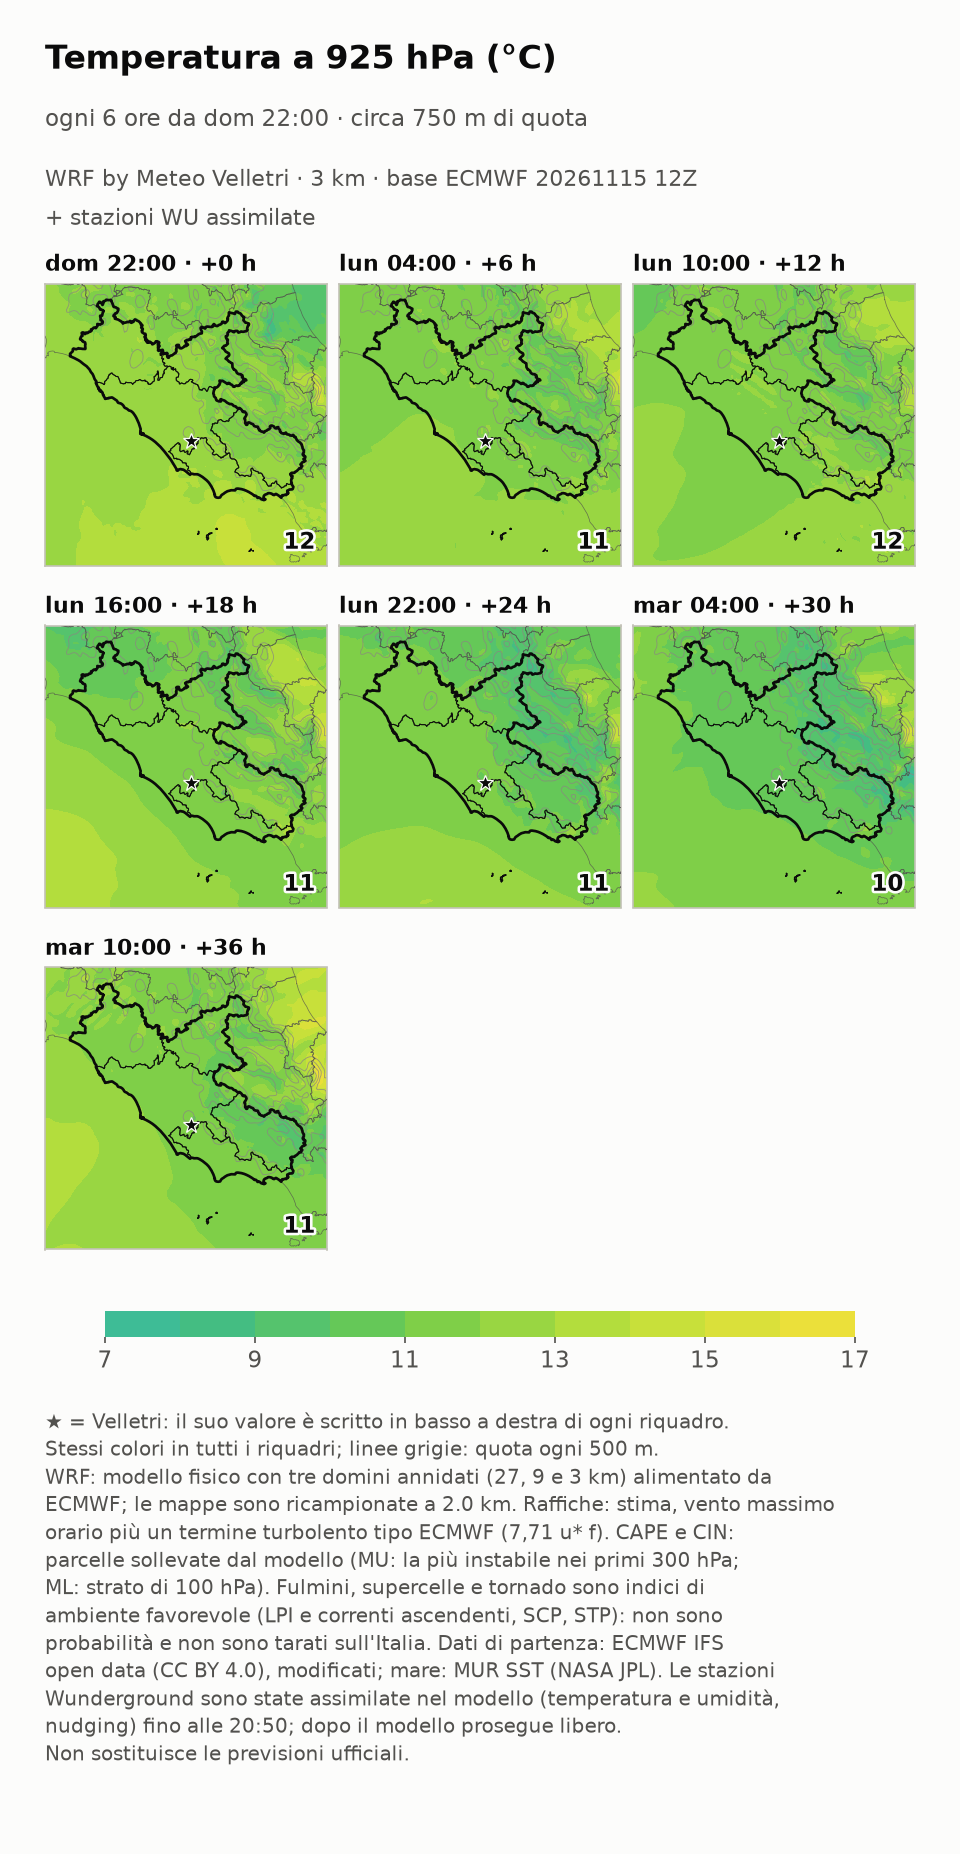 Temperatura a 925 hPa (°C)
ogni 6 ore da dom 22:00 · circa 750 m di quota
WRF by Meteo Velletri · 3 km · base ECMWF 20261115 12Z
+ stazioni WU assimilate
dom 22:00 · +0 h
lun 04:00 · +6 h
lun 10:00 · +12 h
12
11
12
lun 16:00 · +18 h
lun 22:00 · +24 h
mar 04:00 · +30 h
11
11
10
mar 10:00 · +36 h
11
7
9
11
13
15
17
★ = Velletri: il suo valore è scritto in basso a destra di ogni riquadro.
Stessi colori in tutti i riquadri; linee grigie: quota ogni 500 m.
WRF: modello fisico con tre domini annidati (27, 9 e 3 km) alimentato da
ECMWF; le mappe sono ricampionate a 2.0 km. Raffiche: stima, vento massimo
orario più un termine turbolento tipo ECMWF (7,71 u* f). CAPE e CIN:
parcelle sollevate dal modello (MU: la più instabile nei primi 300 hPa;
ML: strato di 100 hPa). Fulmini, supercelle e tornado sono indici di
ambiente favorevole (LPI e correnti ascendenti, SCP, STP): non sono
probabilità e non sono tarati sull'Italia. Dati di partenza: ECMWF IFS
open data (CC BY 4.0), modificati; mare: MUR SST (NASA JPL). Le stazioni
Wunderground sono state assimilate nel modello (temperatura e umidità,
nudging) fino alle 20:50; dopo il modello prosegue libero.
Non sostituisce le previsioni ufficiali.